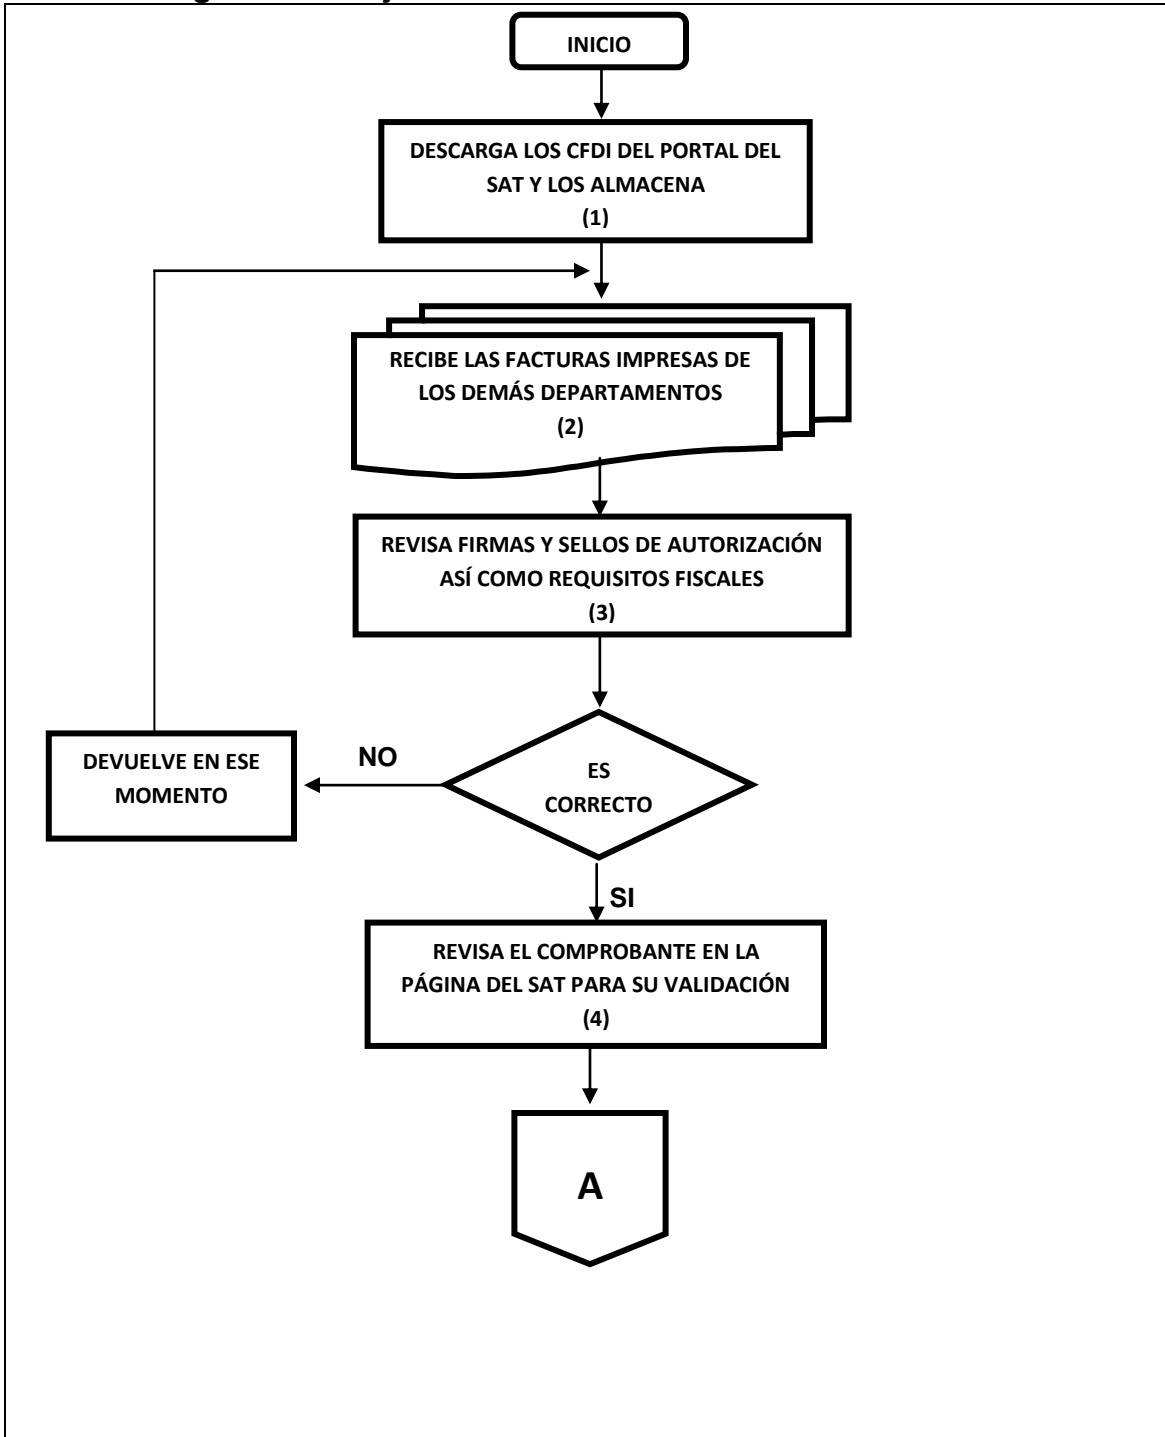 INICIO
DESCARGA LOS CFDI DEL PORTAL DEL
SAT Y LOS ALMACENA
(1)
RECIBE LAS FACTURAS IMPRESAS DE
LOS DEMÁS DEPARTAMENTOS
(2)
REVISA FIRMAS Y SELLOS DE AUTORIZACIÓN
ASÍ COMO REQUISITOS FISCALES
(3)
DEVUELVE EN ESE
MOMENTO
NO
ES
CORRECTO
SI
REVISA EL COMPROBANTE EN LA
PÁGINA DEL SAT PARA SU VALIDACIÓN
(4)
A